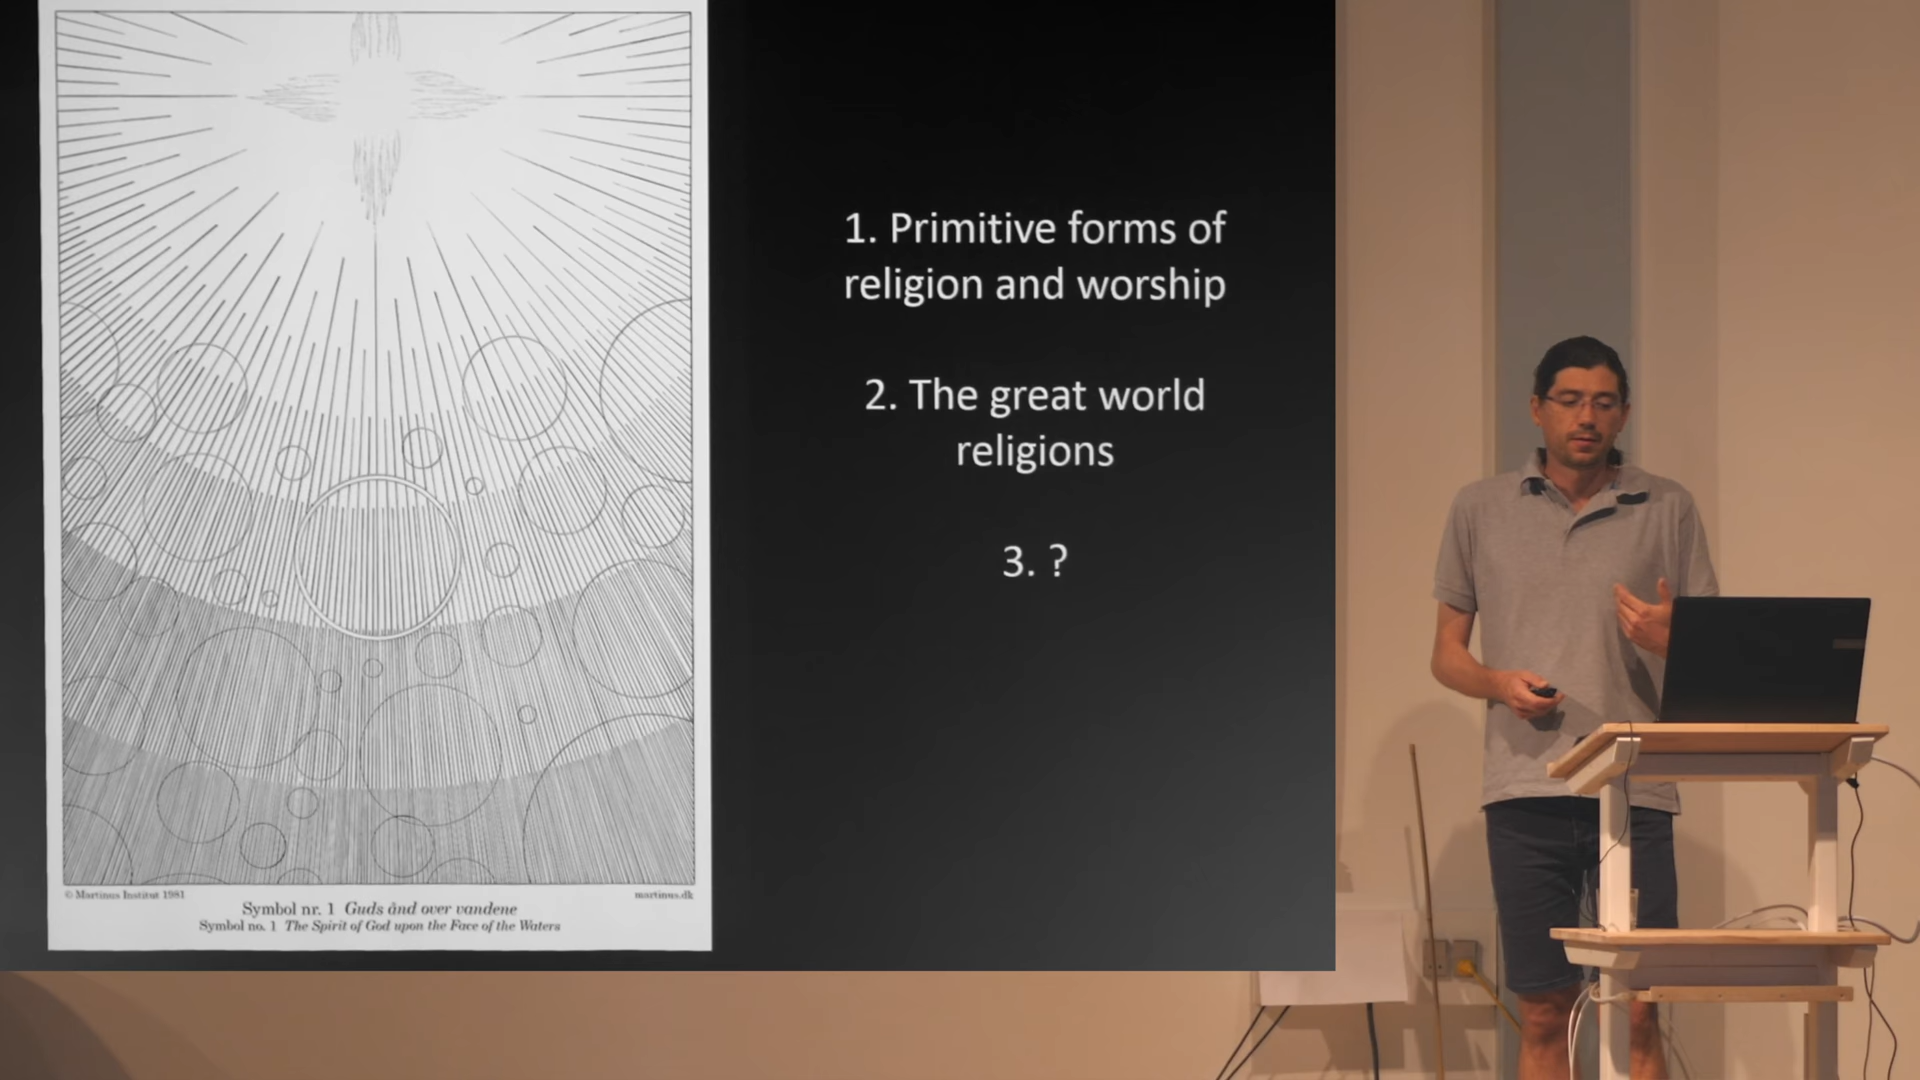 1. Primitive forms of
religion and worship
2. The great world
religions
3. ?
© Martinus Institut 1981
martinus.dk
Symbol nr. 1 Guds ånd over vandene
Symbol no. 1 The Spirit of God upon the Face of the Waters